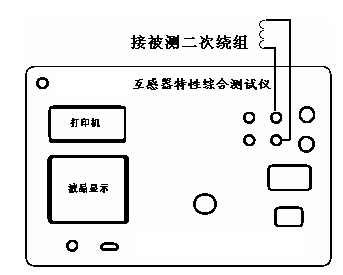 接被测二次绕组
互感器特性综合测试仪
打印机
液晶显示